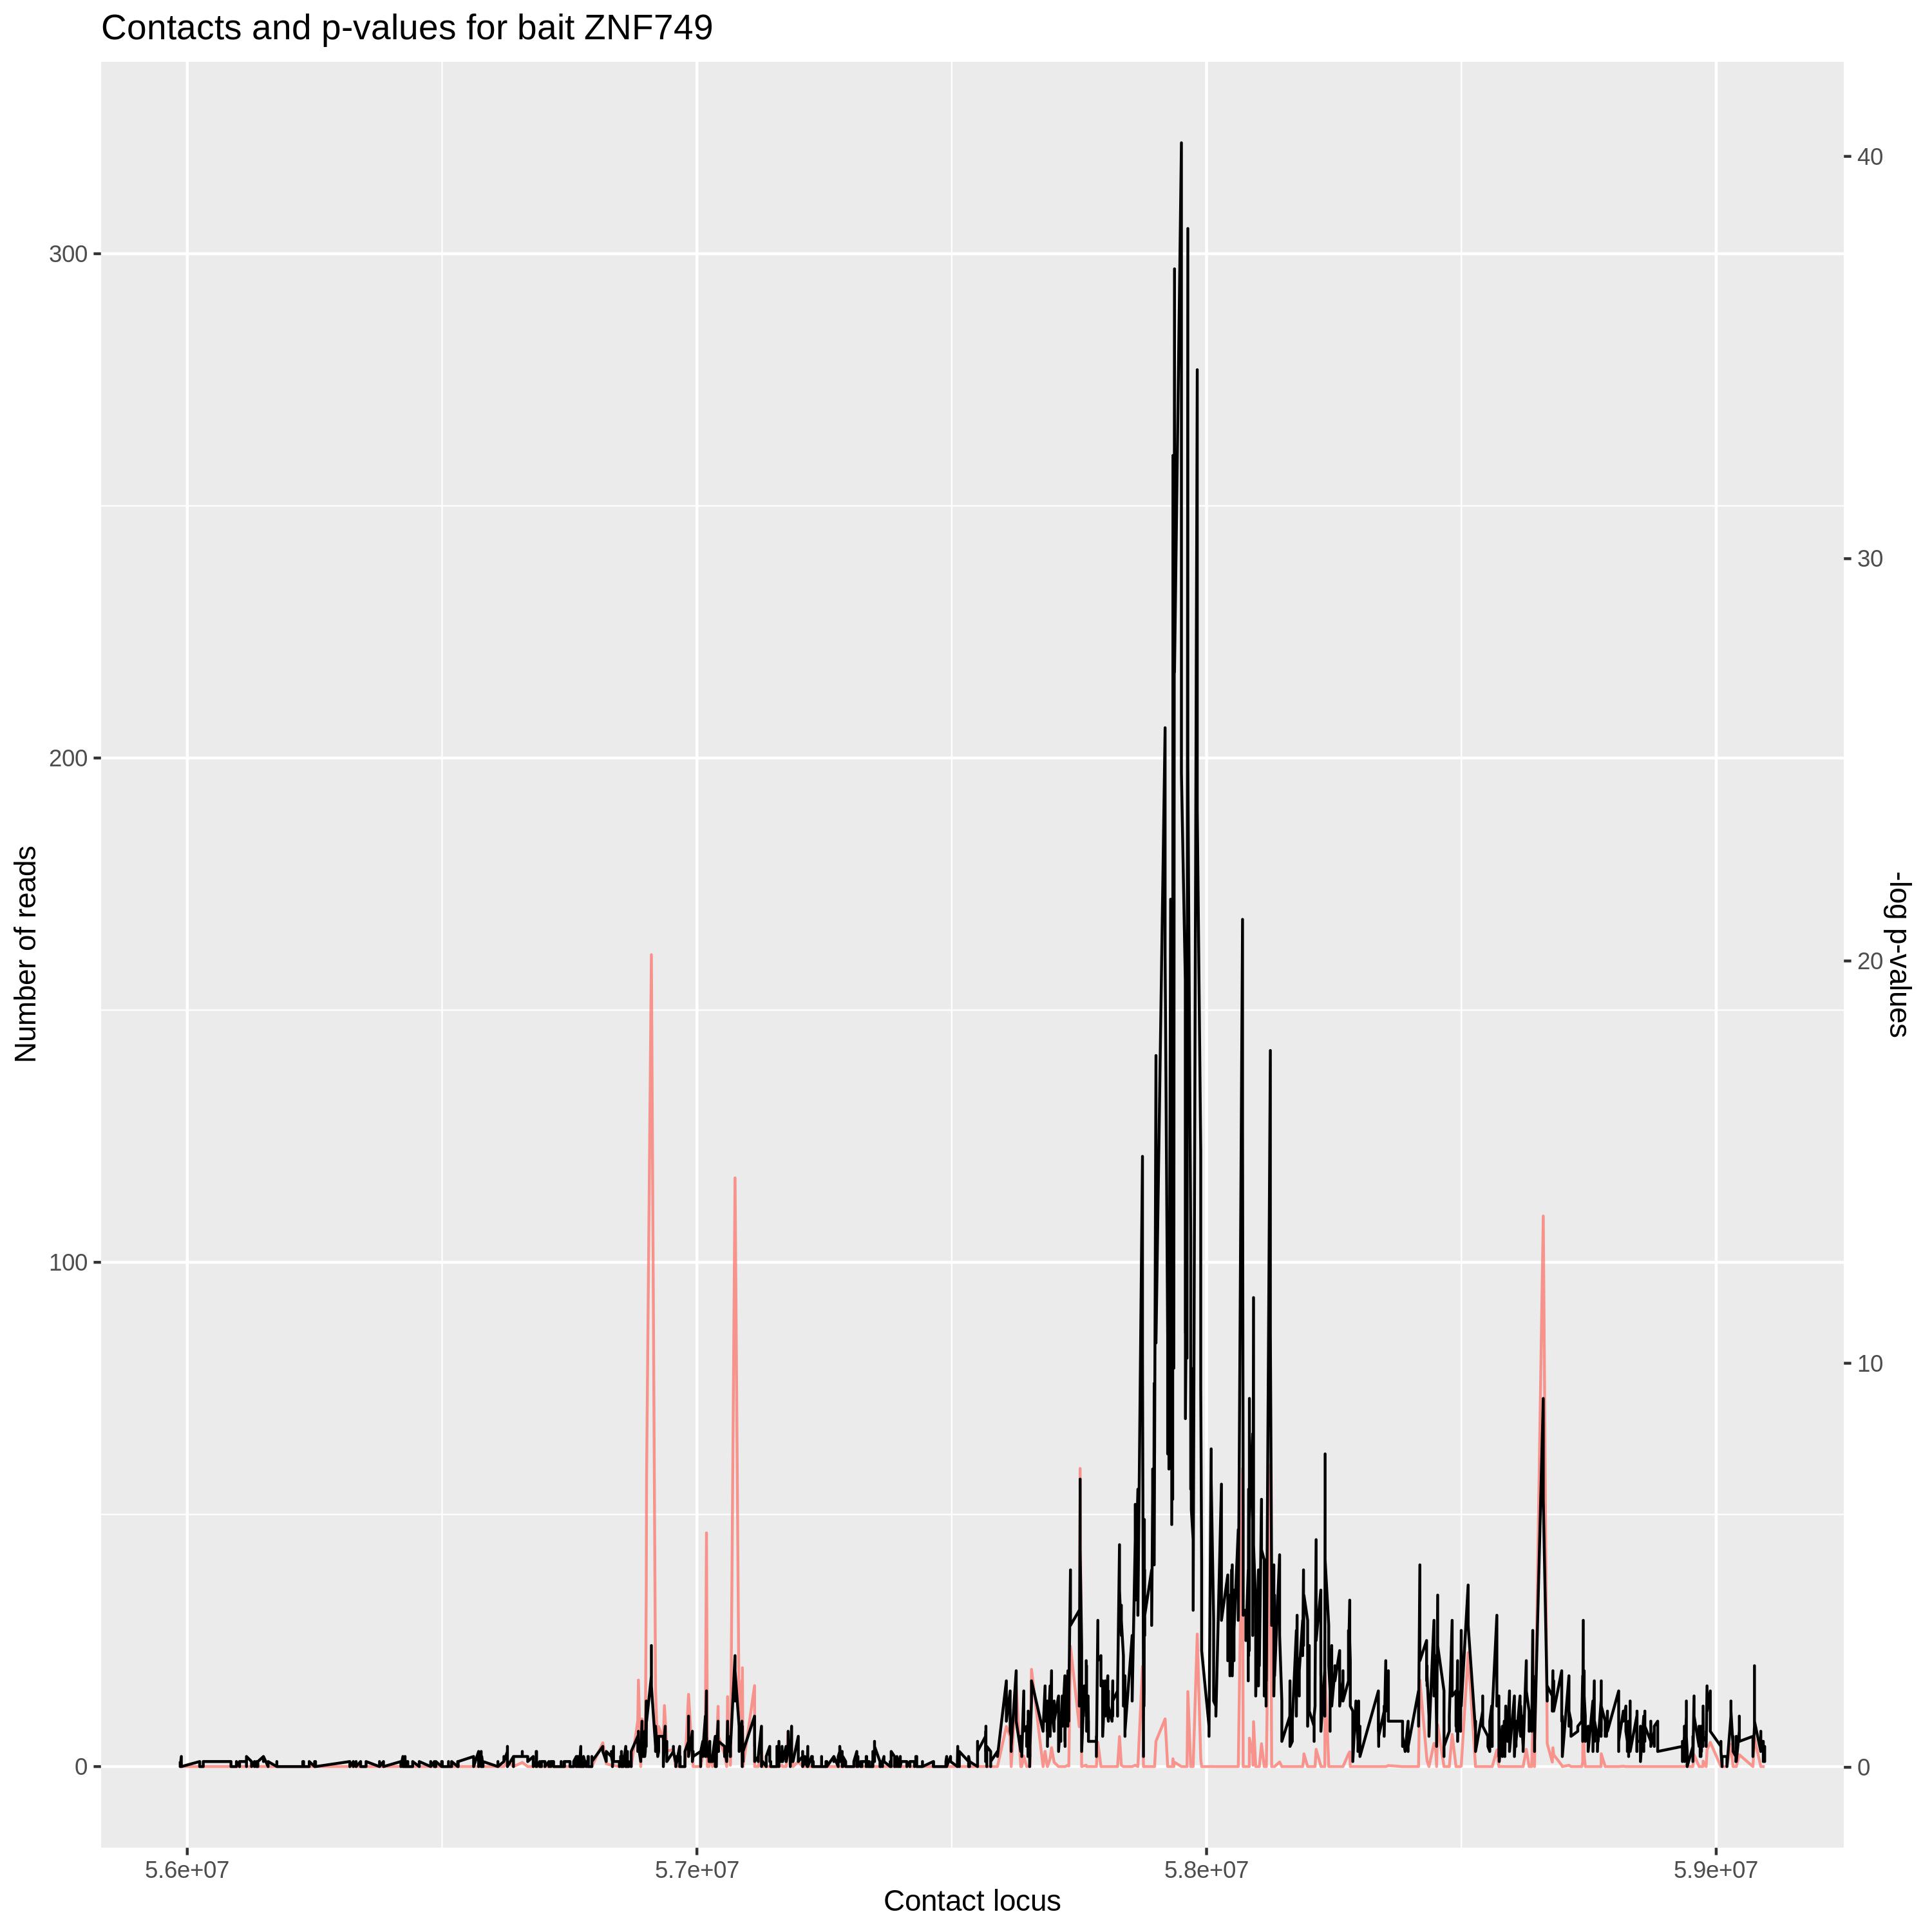 Contacts and p-values for bait ZNF749
300
200
100
0
40
30
20
10
0
Number of reads
-log p-values
5.6e+07 5.7e+07 5.8e+07 5.9e+07
Contact locus